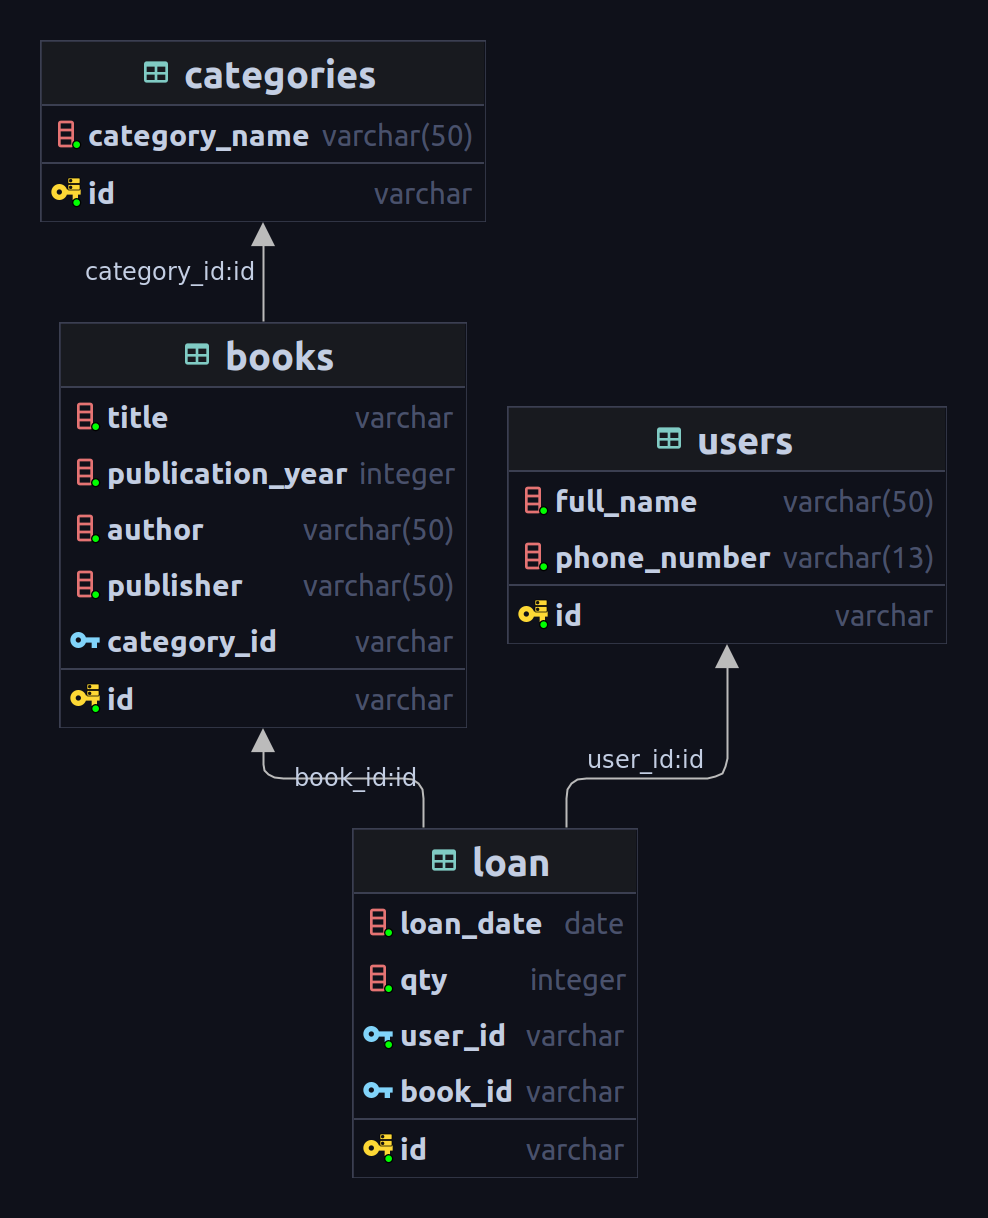 categories
category_name varchar(50)
id varchar
category_id:id
books
title varchar
publication_year integer
author varchar(50)
publisher varchar(50)
category_id varchar
id varchar
users
full_name varchar(50)
phone_number varchar(13)
id varchar
book_id:id
user_id:id
loan
loan_date date
qty integer
user_id varchar
book_id varchar
id varchar